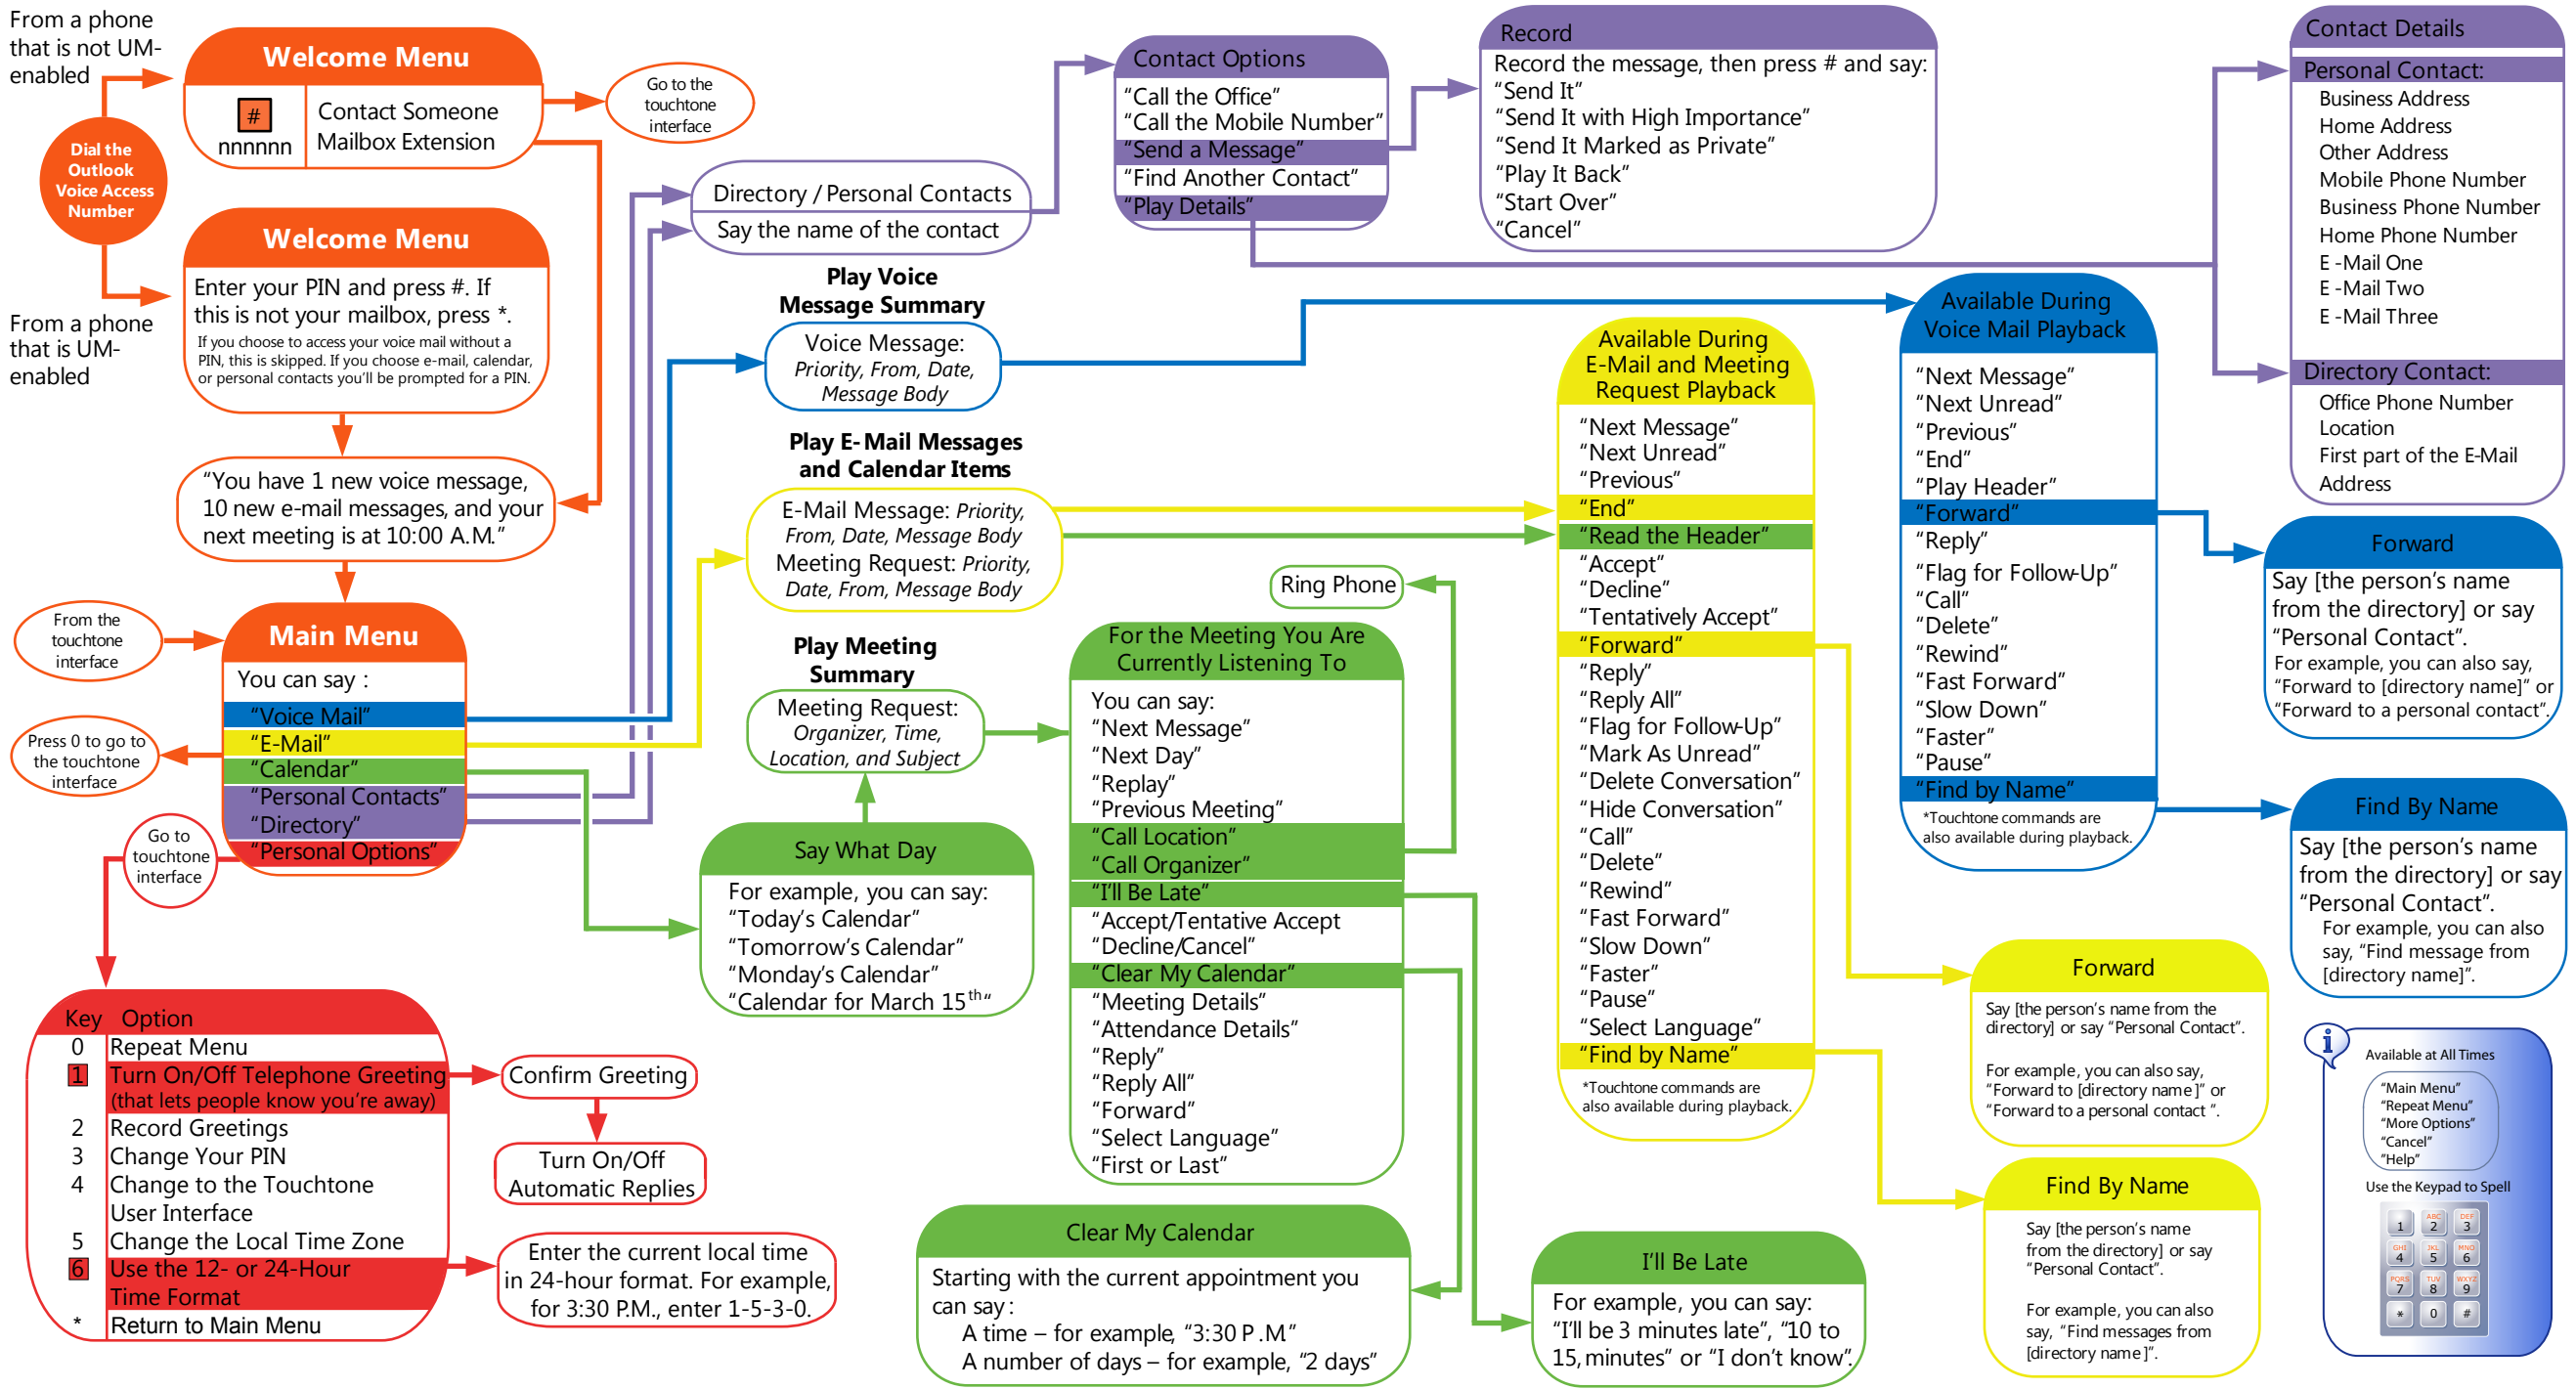 From a phone
that is not UM-
enabled
Welcome Menu
#
Contact Someone
nnnnnn
Mailbox Extension
Go to the
touchtone
interface
Dial the
Outlook
Voice Access
Number
Welcome Menu
Enter your PIN and press #. If
this is not your mailbox, press *.
If you choose to access your voice mail without a
PIN, this is skipped. If you choose e-mail, calendar,
or personal contacts you’ll be prompted for a PIN.
From a phone
that is UM-
enabled
“You have 1 new voice message,
10 new e-mail messages, and your
next meeting is at 10:00 A.M.”
From the
touchtone
interface
Main Menu
You can say :
“Voice Mail”
“E-Mail”
“Calendar”
“Personal Contacts”
“Directory”
“Personal Options”
Press 0 to go to
the touchtone
interface
Go to
touchtone
interface
Key Option
0 Repeat Menu
1 Turn On/Off Telephone Greeting
(that lets people know you’re away)
2 Record Greetings
3 Change Your PIN
4 Change to the Touchtone
User Interface
5 Change the Local Time Zone
6 Use the 12- or 24-Hour
Time Format
* Return to Main Menu
Confirm Greeting
Turn On/Off
Automatic Replies
Enter the current local time
in 24-hour format. For example,
for 3:30 P.M., enter 1-5-3-0.
Directory / Personal Contacts
Say the name of the contact
Contact Options
“Call the Office”
“Call the Mobile Number”
“Send a Message”
“Find Another Contact”
“Play Details”
Record
Record the message, then press # and say:
“Send It”
“Send It with High Importance”
“Send It Marked as Private”
“Play It Back”
“Start Over”
“Cancel”
Contact Details
Personal Contact:
Business Address
Home Address
Other Address
Mobile Phone Number
Business Phone Number
Home Phone Number
E -Mail One
E -Mail Two
E -Mail Three
Directory Contact:
Office Phone Number
Location
First part of the E-Mail
Address
Play Voice
Message Summary
Voice Message:
Priority, From, Date,
Message Body
Play E-Mail Messages
and Calendar Items
E-Mail Message: Priority,
From, Date, Message Body
Meeting Request: Priority,
Date, From, Message Body
Play Meeting
Summary
Meeting Request:
Organizer, Time,
Location, and Subject
Say What Day
For example, you can say:
“Today’s Calendar”
“Tomorrow’s Calendar”
“Monday’s Calendar”
“Calendar for March 15th“
Ring Phone
For the Meeting You Are
Currently Listening To
You can say:
“Next Message”
“Next Day”
“Replay”
“Previous Meeting”
“Call Location”
“Call Organizer”
“I’ll Be Late”
“Accept/Tentative Accept
“Decline/Cancel”
“Clear My Calendar”
“Meeting Details”
“Attendance Details”
“Reply”
“Reply All”
“Forward”
“Select Language”
“First or Last”
Clear My Calendar
Starting with the current appointment you
can say :
A time – for example, “3:30 P .M.”
A number of days – for example, “2 days”
I’ll Be Late
For example, you can say:
“I’ll be 3 minutes late”, “10 to
15, minutes” or “I don’t know”.
Available During
E-Mail and Meeting
Request Playback
“Next Message”
“Next Unread”
“Previous”
“End”
“Read the Header”
“Accept”
“Decline”
“Tentatively Accept”
“Forward”
“Reply”
“Reply All”
“Flag for Follow-Up”
“Mark As Unread”
“Delete Conversation”
“Hide Conversation”
“Call”
“Delete”
“Rewind”
“Fast Forward”
“Slow Down”
“Faster”
“Pause”
“Select Language”
“Find by Name”
*Touchtone commands are
also available during playback.
Available During
Voice Mail Playback
“Next Message”
“Next Unread”
“Previous”
“End”
“Play Header”
“Forward”
“Reply”
“Flag for Follow-Up”
“Call”
“Delete”
“Rewind”
“Fast Forward”
“Slow Down”
“Faster”
“Pause”
“Find by Name”
*Touchtone commands are
also available during playback.
Forward
Say [the person’s name
from the directory] or say
“Personal Contact”.
For example, you can also say,
“Forward to [directory name]” or
“Forward to a personal contact”.
Find By Name
Say [the person’s name
from the directory] or say
“Personal Contact”.
For example, you can also
say, “Find message from
[directory name]”.
Forward
Say [the person’s name from the
directory] or say “Personal Contact”.
For example, you can also say,
“Forward to [directory name ]” or
“Forward to a personal contact “.
Find By Name
Say [the person’s name
from the directory] or say
“Personal Contact”.
For example, you can also
say, “Find messages from
[directory name ]”.
i
Available at All Times
“Main Menu”
“Repeat Menu”
“More Options”
“Cancel”
“Help”
Use the Keypad to Spell
ABC DEF
1 2 3
GHI JKL MNO
4 5 6
PQRS TUV WXYZ
7 8 9
* 0 #